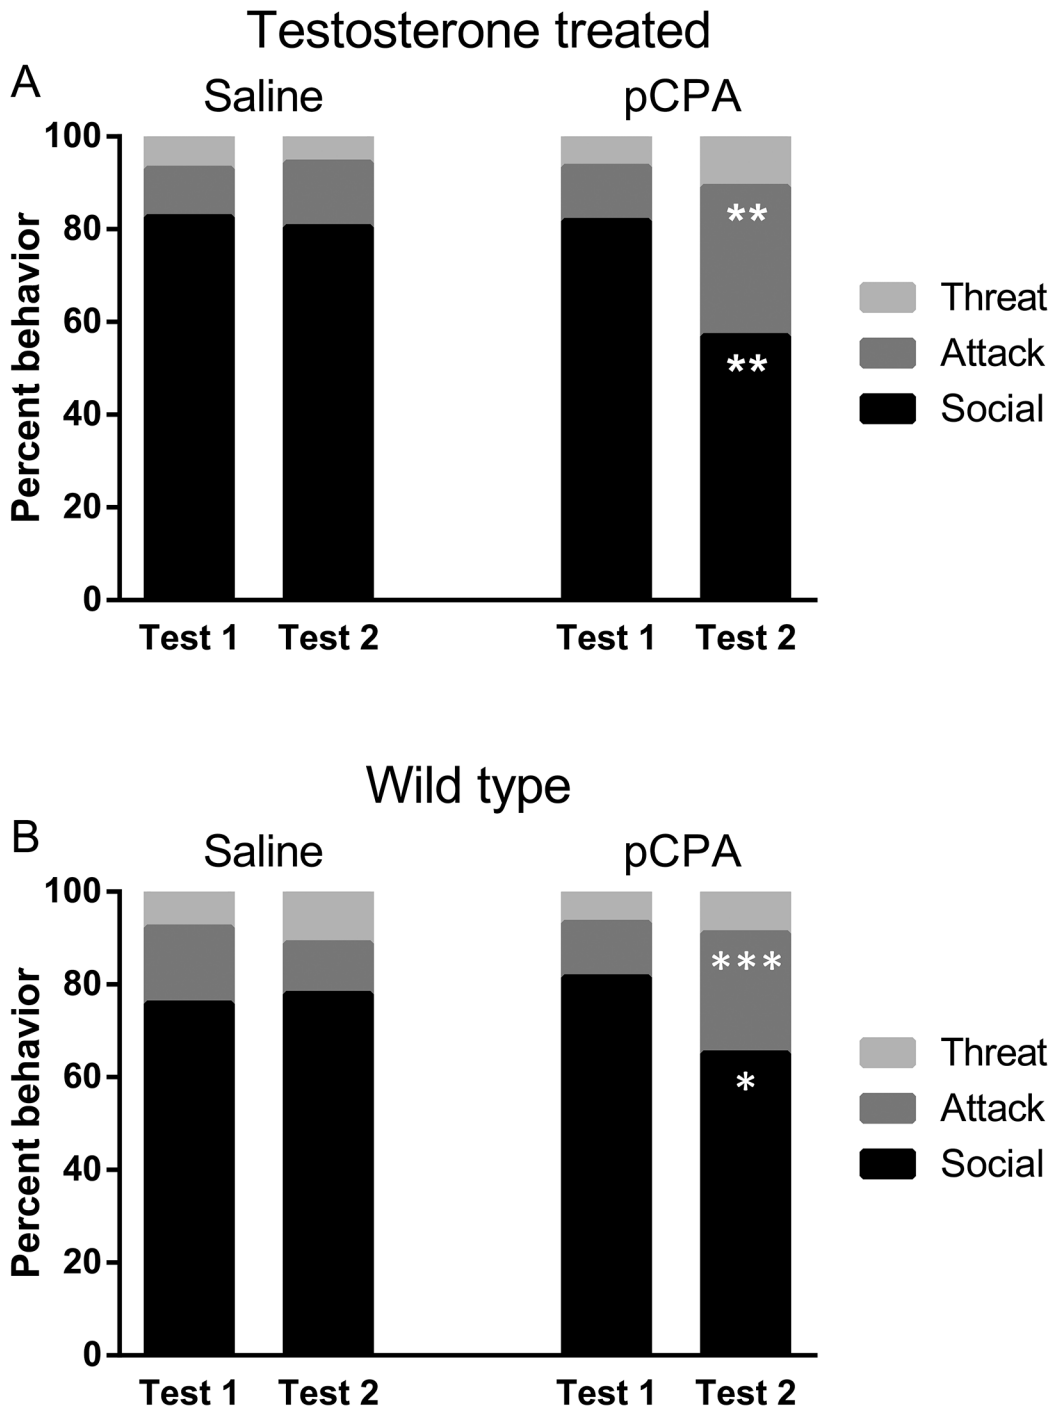 Testosterone treated
A
Saline pCPA
100
80
60
40
20
0
Percent behavior
**
**
Threat
Attack
Social
Test 1 Test 2 Test 1 Test 2
Wild type
B
Saline pCPA
100
80
60
40
20
0
Percent behavior
***
*
Threat
Attack
Social
Test 1 Test 2 Test 1 Test 2